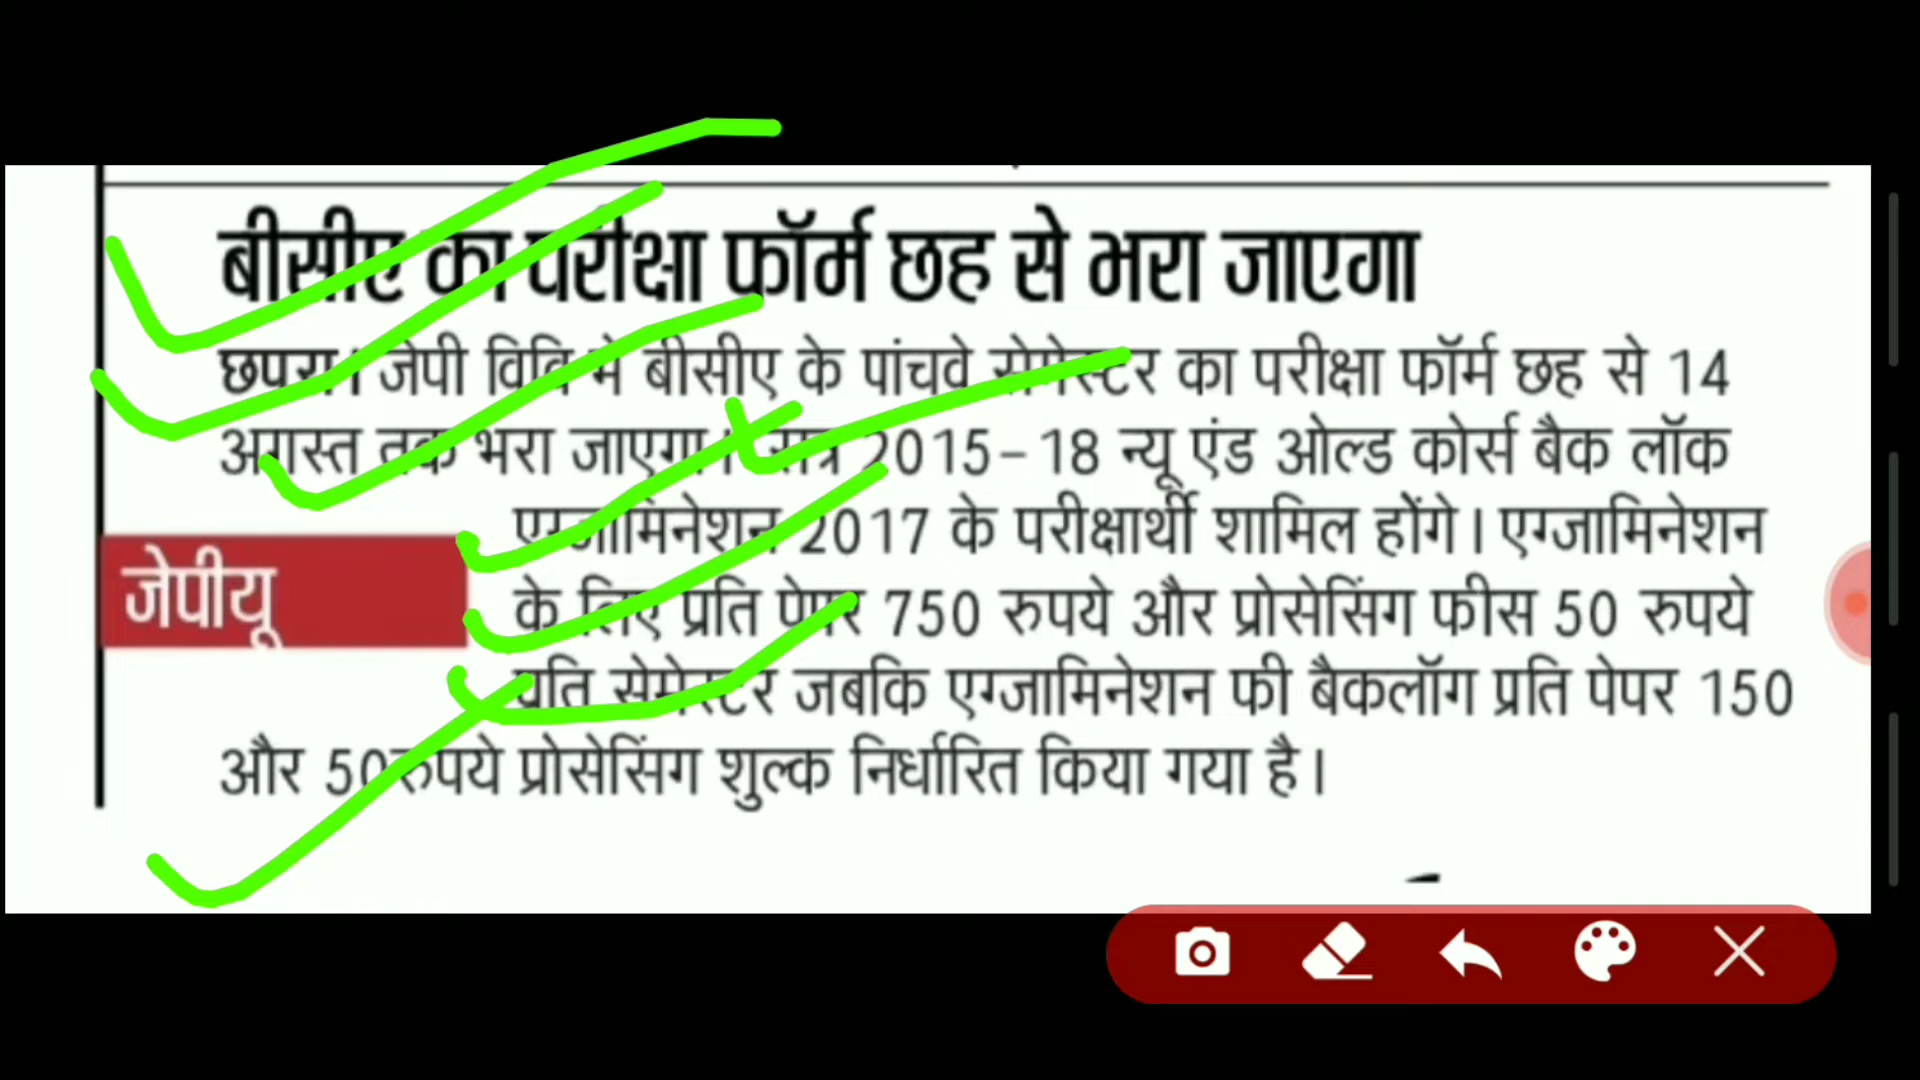 बीसीए का परीक्षा फॉर्म छह से भरा जाएगा
छपरा। जेपी विवि मे बीसीए के पांचवे सेमेस्टर का परीक्षा फॉर्म छह से 14
अगस्त तक भरा जाएगा। सत्र 2015-18 न्यू एंड ओल्ड कोर्स बैक लॉक
एग्जामिनेशन 2017 के परीक्षार्थी शामिल होंगे। एग्जामिनेशन
जेपीयू
के लिए प्रति पेपर 750 रुपये और प्रोसेसिंग फीस 50 रुपये
प्रति सेमेस्टर जबकि एग्जामिनेशन फी बैकलॉग प्रति पेपर 150
और 50 रुपये प्रोसेसिंग शुल्क निर्धारित किया गया है।